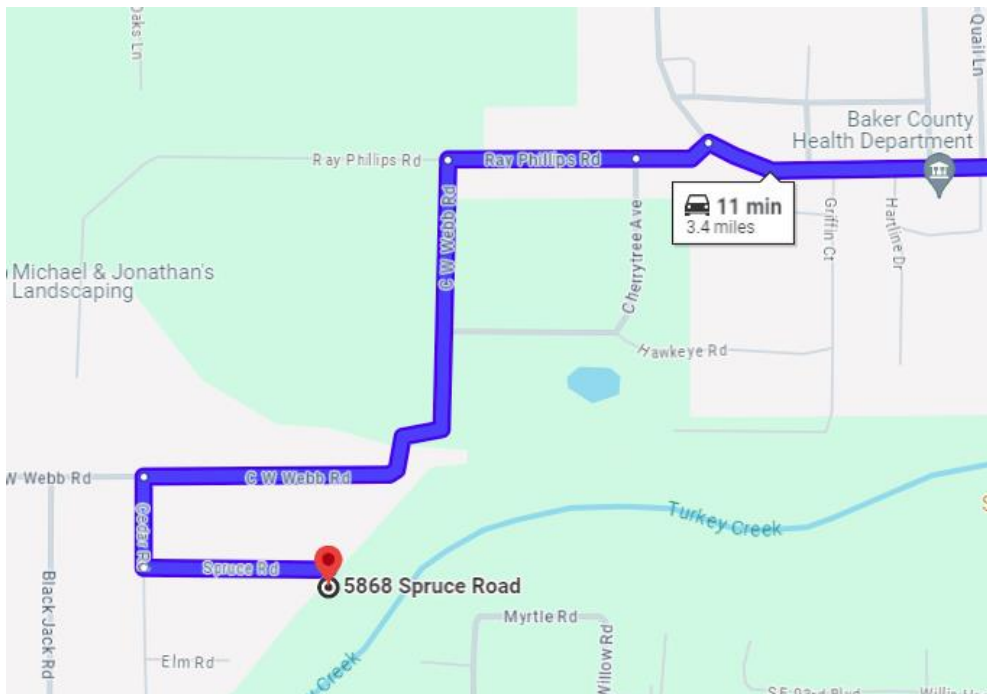 Oaks Ln
Quail Ln
Baker County
Health Department
Ray Phillips Rd
Ray Phillips Rd
11 min
3.4 miles
C W Webb Rd
Cherrytree Ave
Griffin Ct
Hartline Dr
Michael & Jonathan's
Landscaping
Hawkeye Rd
W Webb Rd
C W Webb Rd
Turkey Creek
Cedar Rd
Spruce Rd
5868 Spruce Road
Black Jack Rd
Myrtle Rd
Willow Rd
Elm Rd
Creek